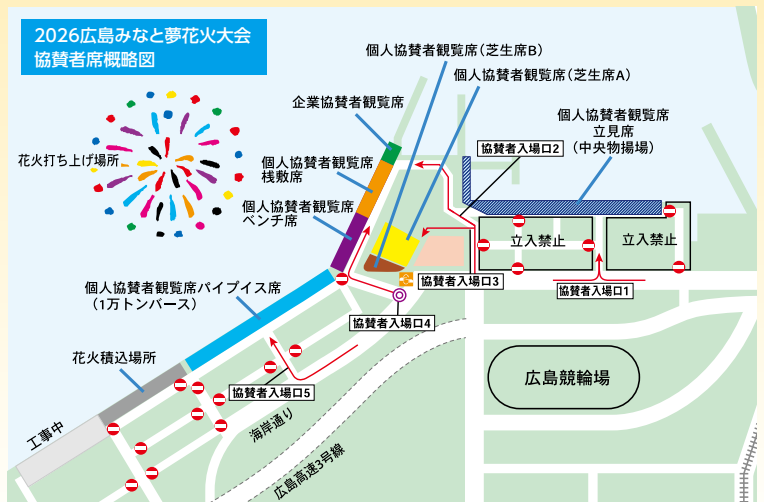 2026広島みなと夢花火大会
協賛者席概略図
個人協賛者観覧席(芝生席B)
個人協賛者観覧席(芝生席A)
企業協賛者観覧席
個人協賛者観覧席
立見席
(中央物揚場)
協賛者入場口2
花火打ち上げ場所
個人協賛者観覧席
桟敷席
個人協賛者観覧席
ベンチ席
立入禁止
立入禁止
協賛者入場口3
協賛者入場口1
個人協賛者観覧席パイプイス席
(1万トンバース)
協賛者入場口4
花火積込場所
広島競輪場
協賛者入場口5
海岸通り
工事中
広島高速3号線